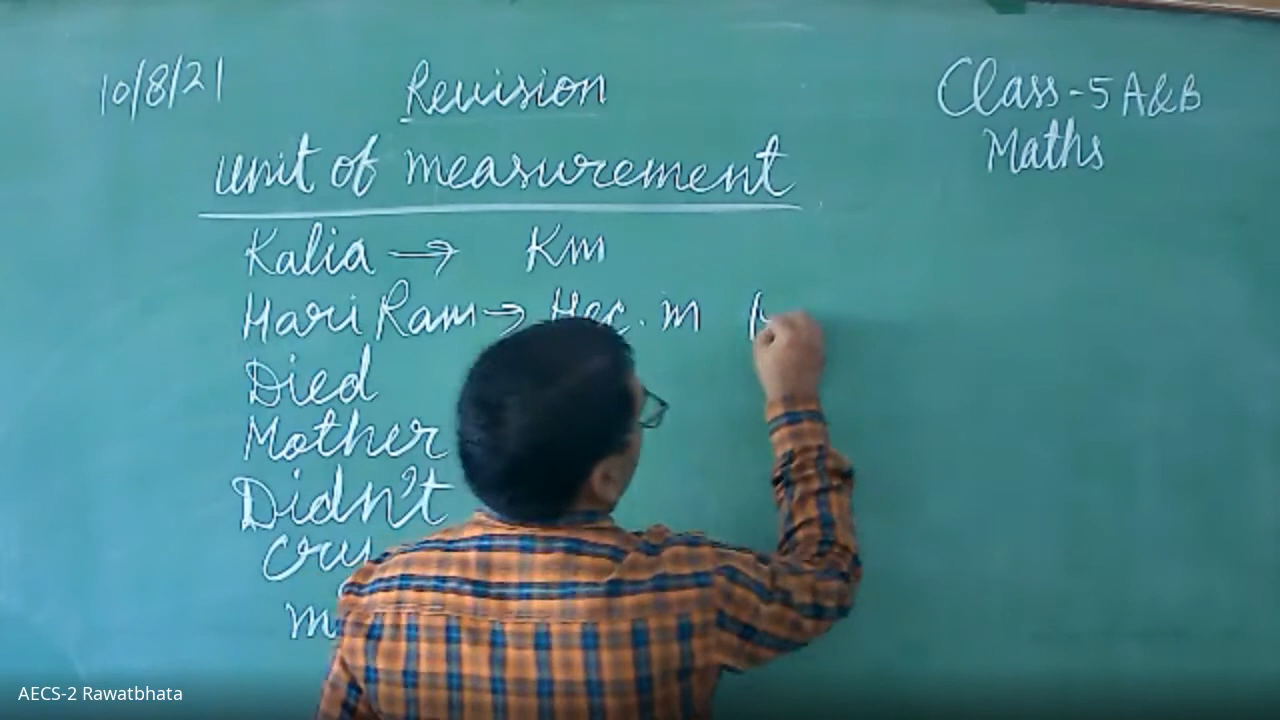 10/8/21 Revision Class-5 A&B
Maths
unit of measurement
Kalia → Km
Hari Ram → Hec. m
Died
Mother
Didn't
Cry
m
AECS-2 Rawatbhata